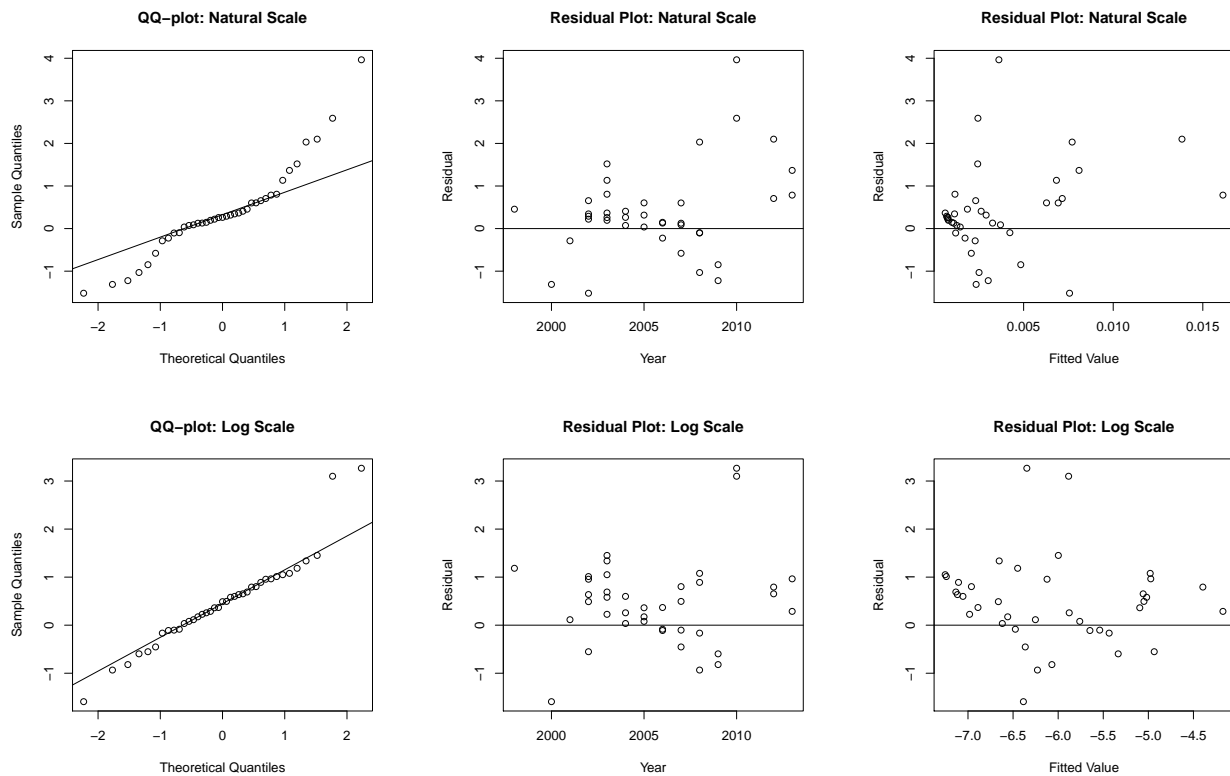 QQ−plot: Natural Scale
Sample Quantiles
−1 0 1 2 3 4
−2 −1 0 1 2
Theoretical Quantiles
Residual Plot: Natural Scale
Residual
−1 0 1 2 3 4
2000 2005 2010
Year
Residual Plot: Natural Scale
Residual
−1 0 1 2 3 4
0.005 0.010 0.015
Fitted Value
QQ−plot: Log Scale
Sample Quantiles
−1 0 1 2 3
−2 −1 0 1 2
Theoretical Quantiles
Residual Plot: Log Scale
Residual
−1 0 1 2 3
2000 2005 2010
Year
Residual Plot: Log Scale
Residual
−1 0 1 2 3
−7.0 −6.5 −6.0 −5.5 −5.0 −4.5
Fitted Value